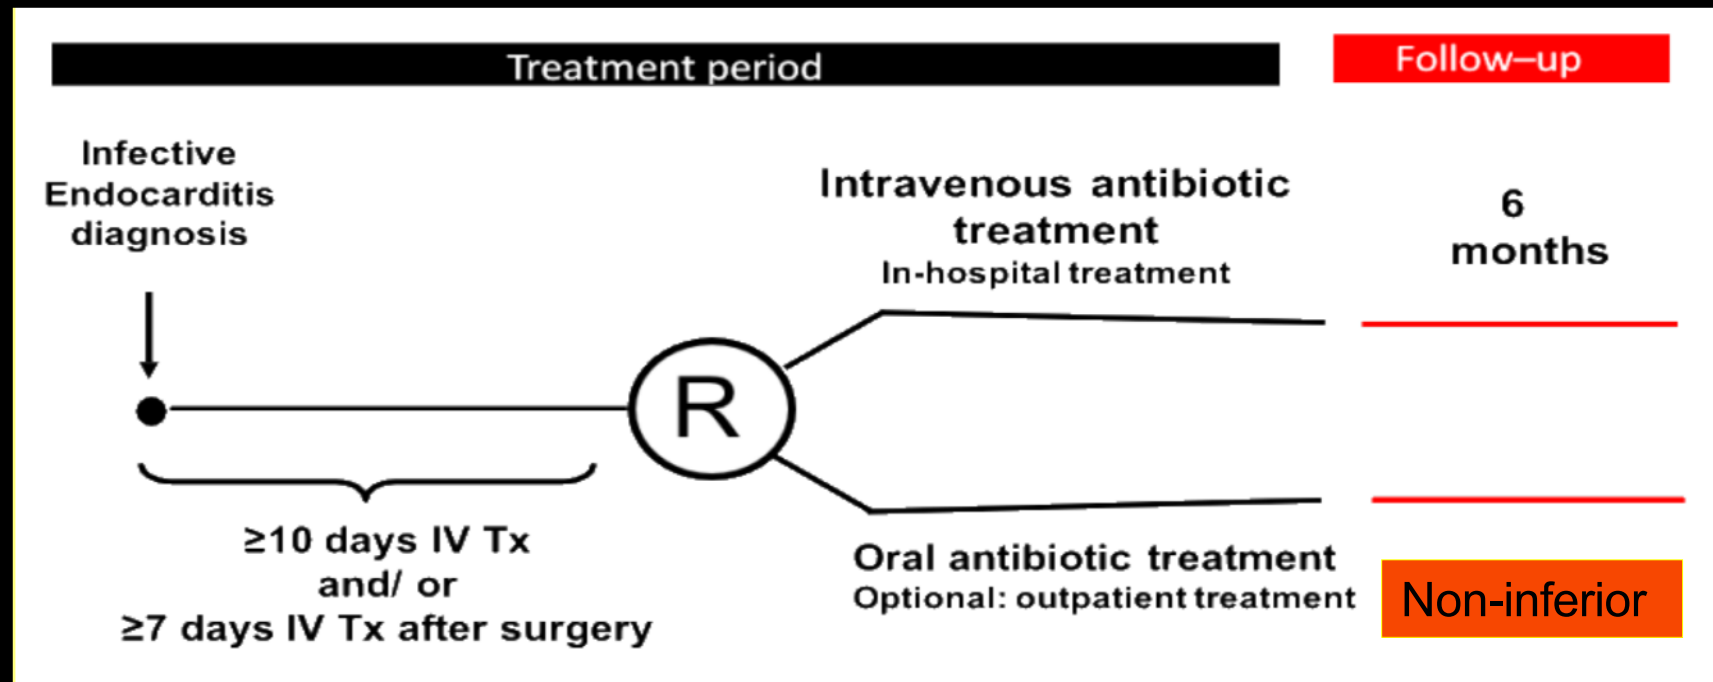 Treatment period
Follow–up
Infective
Endocarditis
diagnosis
Intravenous antibiotic
treatment
In-hospital treatment
6
months
R
≥10 days IV Tx
and/ or
≥7 days IV Tx after surgery
Oral antibiotic treatment
Optional: outpatient treatment
Non-inferior